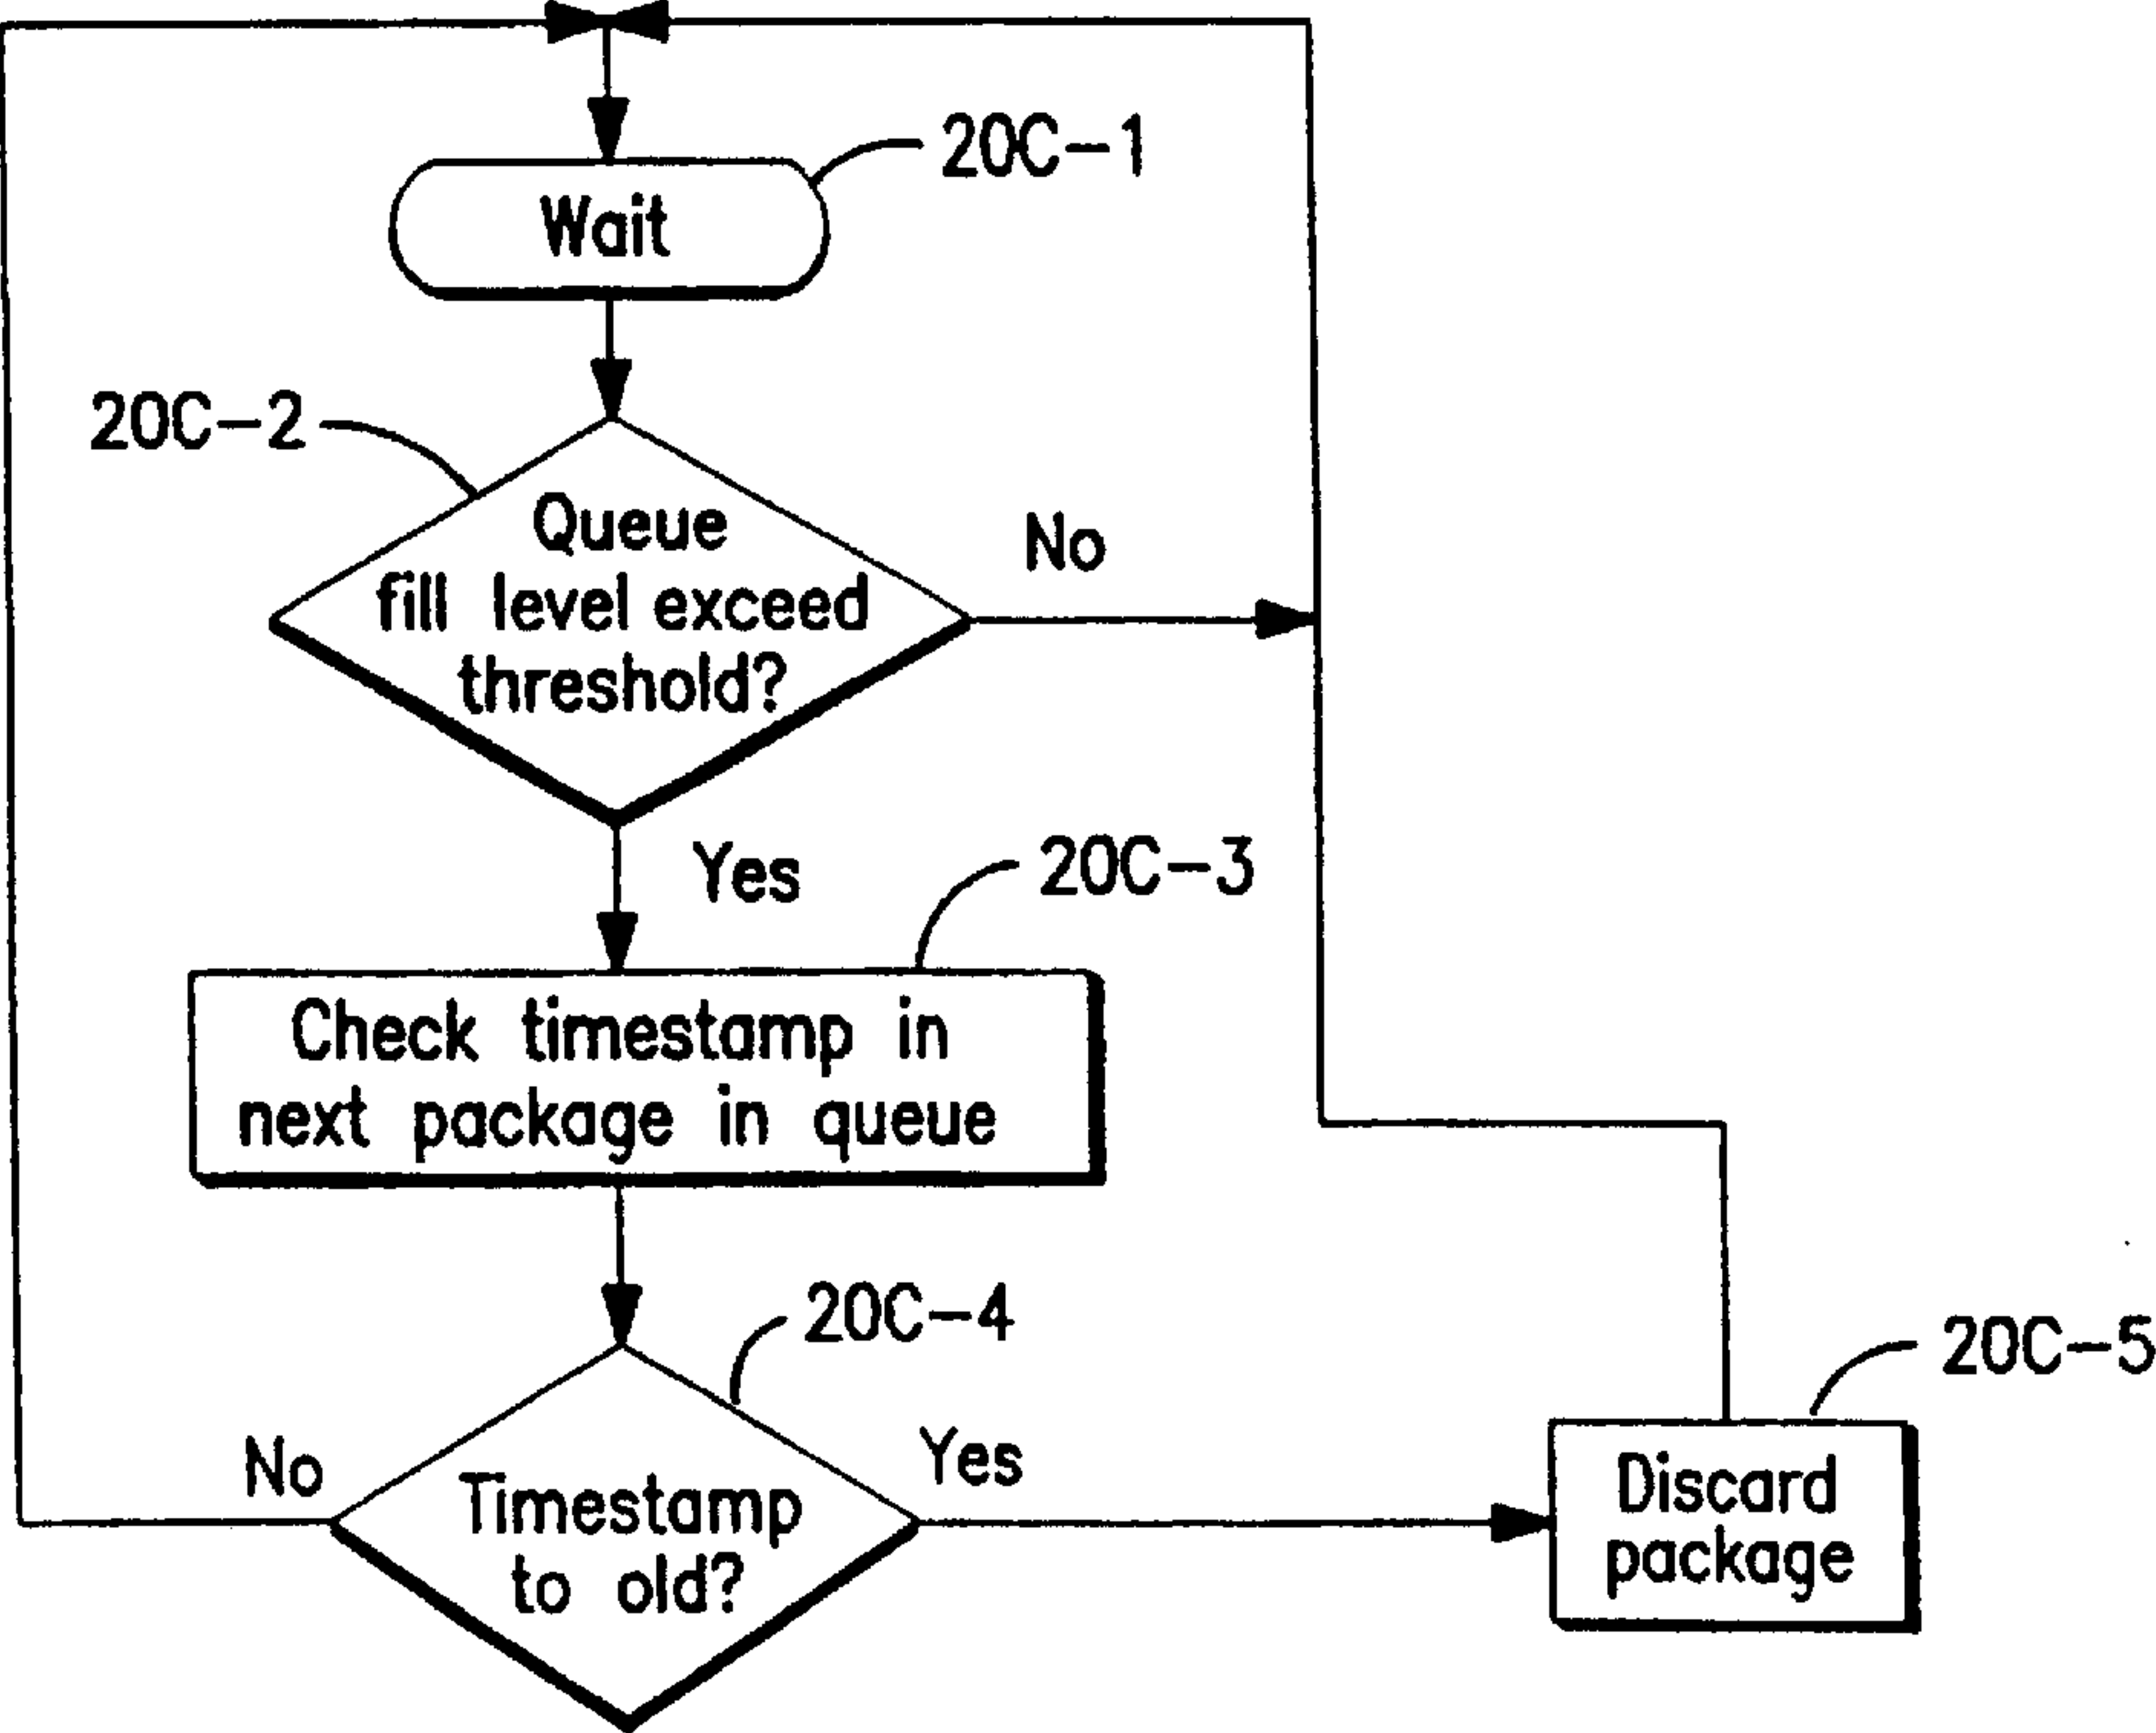 20C-1
Wait
20C-2
Queue
fill level exceed
threshold?
No
Yes
20C-3
Check timestamp in
next package in queue
20C-4
No
Timestamp
to old?
Yes
20C-5
Discard
package